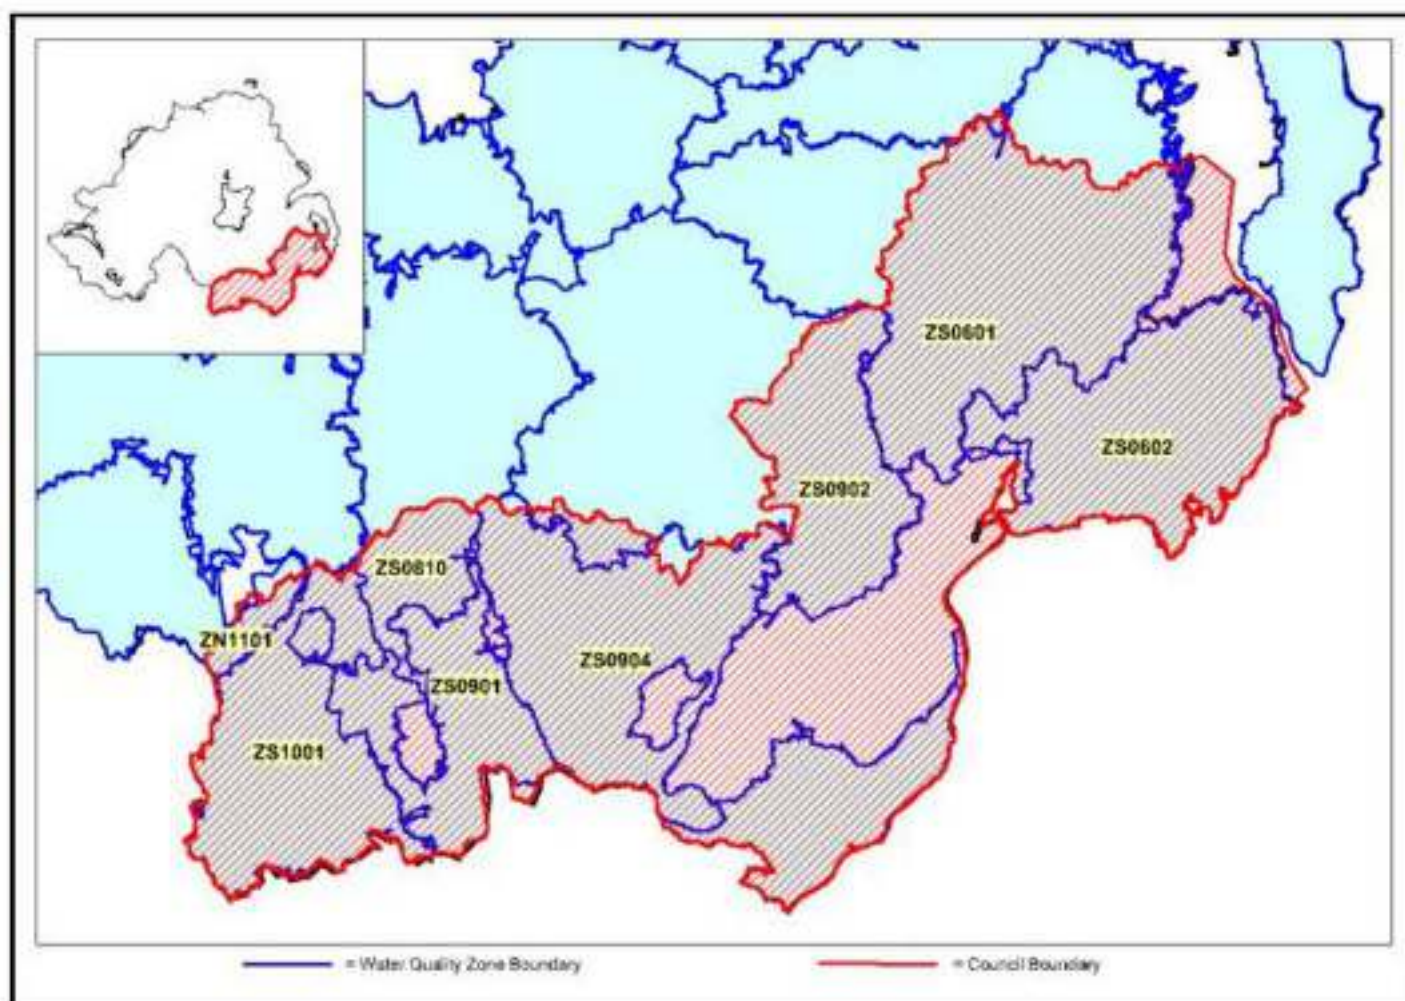 ZS0601
ZS0602
ZS0902
ZS0810
ZN1101
ZS0904
ZS0901
ZS1001
= Water Quality Zone Boundary
= Council Boundary